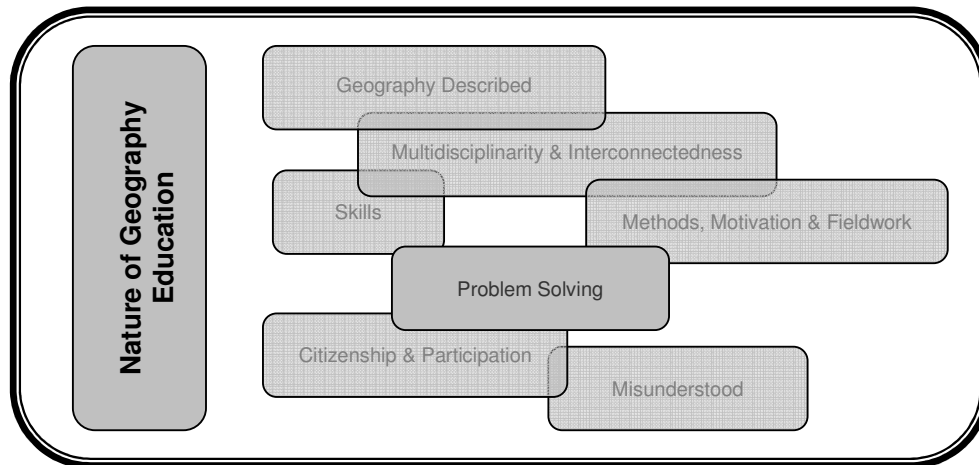 Nature of Geography
Education
Geography Described
Multidisciplinarity & Interconnectedness
Skills
Methods, Motivation & Fieldwork
Problem Solving
Citizenship & Participation
Misunderstood